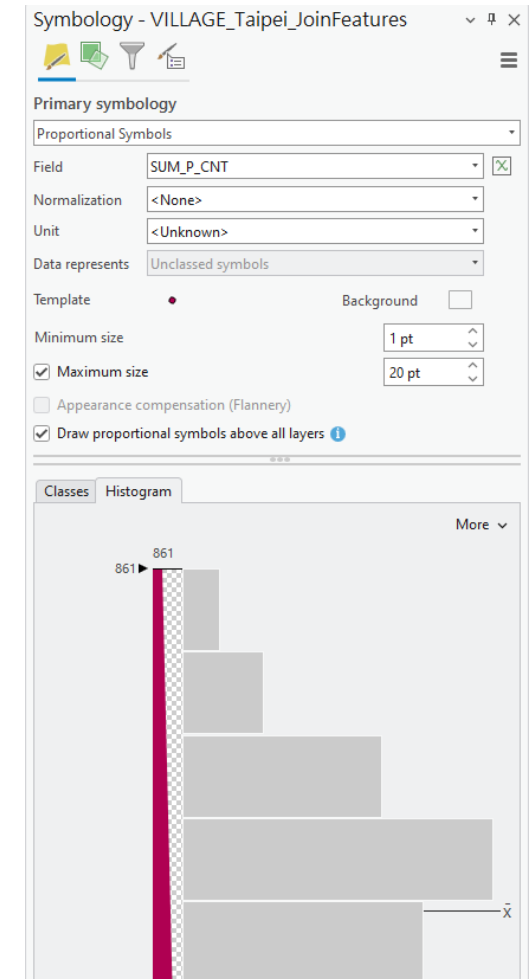 Symbology - VILLAGE_Taipei_JoinFeatures
Primary symbology
Proportional Symbols
Field SUM_P_CNT
Normalization <None>
Unit <Unknown>
Data represents Unclassed symbols
Template Background
Minimum size 1 pt
Maximum size 20 pt
Appearance compensation (Flannery)
Draw proportional symbols above all layers
Classes Histogram
More
861
861
x̄